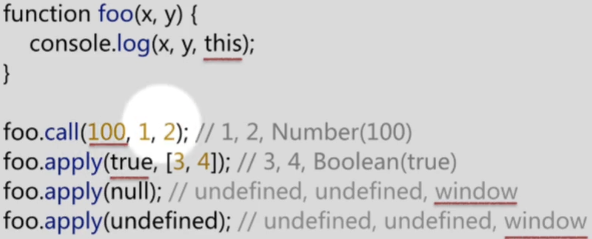 function foo(x, y) {
console.log(x, y, this);
}
foo.call(100, 1, 2); // 1, 2, Number(100)
foo.apply(true, [3, 4]); // 3, 4, Boolean(true)
foo.apply(null); // undefined, undefined, window
foo.apply(undefined); // undefined, undefined, window